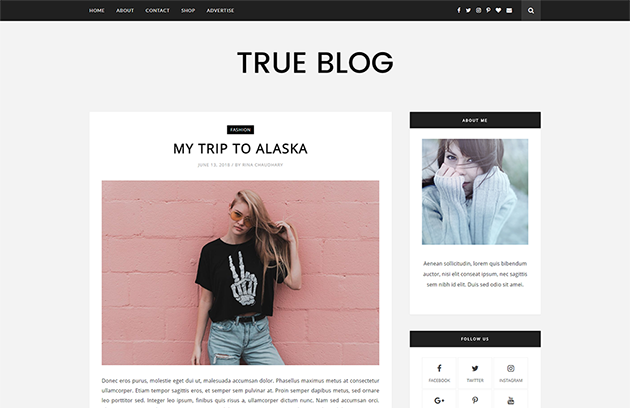 HOME ABOUT CONTACT SHOP ADVERTISE
TRUE BLOG
FASHION
MY TRIP TO ALASKA
JUNE 13, 2018 / BY RINA CHAUDHARY
Donec eros purus, molestie eget dui ut, malesuada accumsan dolor. Phasellus maximus metus at consectetur
ullamcorper. Etiam tempor sagittis eros, et semper sem pulvinar at. Proin semper dapibus metus, sed ornare
leo porttitor sed. Integer leo ipsum, finibus quis risus a, ullamcorper dictum nunc. Nam sed accumsan orci.
ABOUT ME
Aenean sollicitudin, lorem quis bibendum
auctor, nisi elit conseat ipsum, nec sagittis
sem nibh id elit. Duis sed odio sit amei.
FOLLOW US
FACEBOOK TWITTER INSTAGRAM